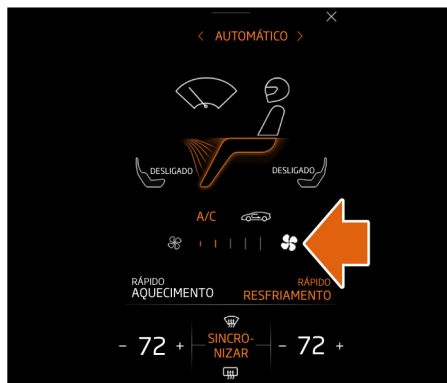 < AUTOMÁTICO >
DESLIGADO
DESLIGADO
A/C
RÁPIDO
AQUECIMENTO
RÁPIDO
RESFRIAMENTO
- 72 +
SINCRO-
NIZAR
- 72 +